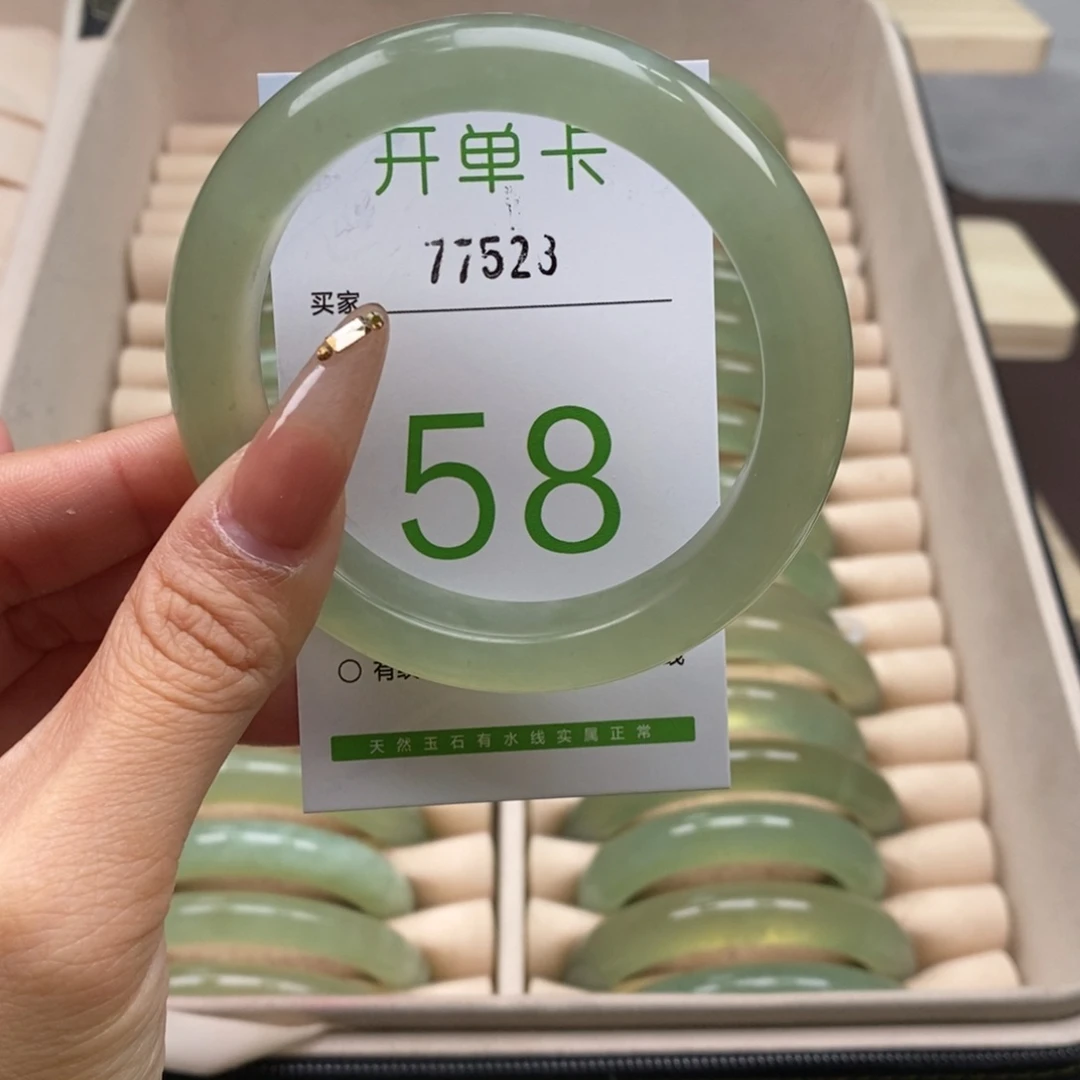 开单卡
77523
买家
58
○ 有纹
天然玉石有水线实属正常